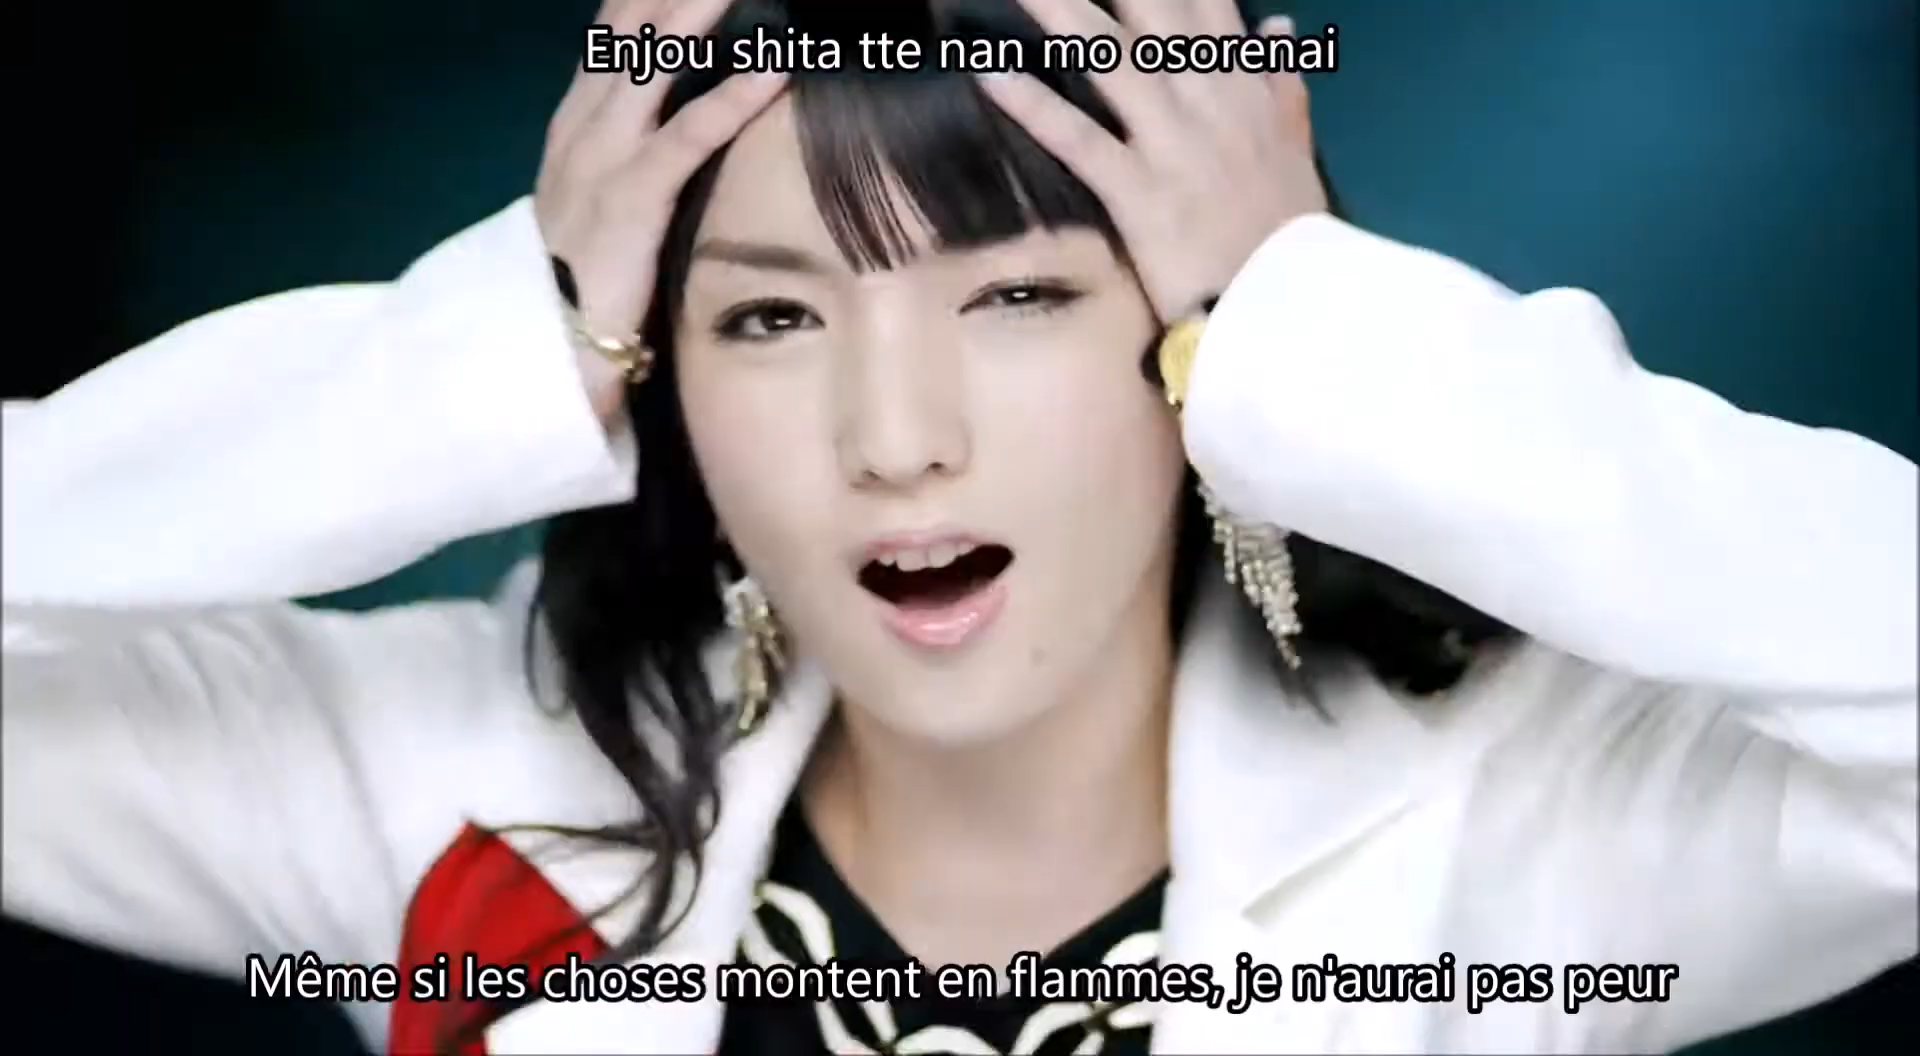 Enjou shita tte nan mo osorenai
Même si les choses montent en flammes, je n'aurai pas peur